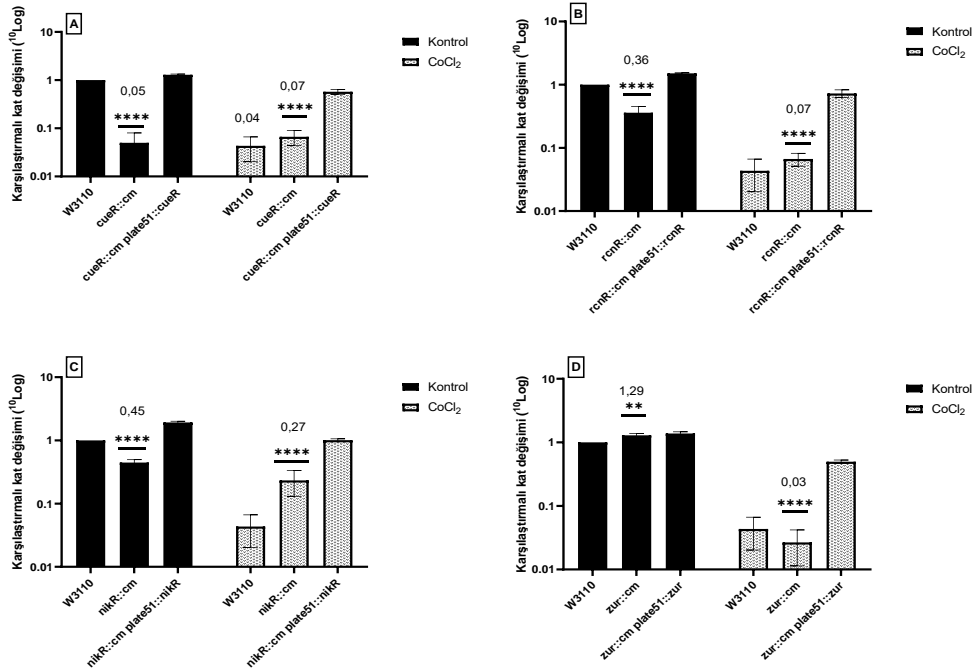 A
Karşılaştırmalı kat değişimi (10Log)
10
1
0.1
0.01
0,05
****
0,04
0,07
****
W3110
cueR::cm
cueR::cm plate51::cueR
W3110
cueR::cm
cueR::cm plate51::cueR
Kontrol
CoCl2
B
Karşılaştırmalı kat değişimi (10Log)
10
1
0.1
0.01
0,36
****
0,07
****
W3110
rcnR::cm
rcnR::cm plate51::rcnR
W3110
rcnR::cm
rcnR::cm plate51::rcnR
Kontrol
CoCl2
C
Karşılaştırmalı kat değişimi (10Log)
10
1
0.1
0.01
0,45
****
0,27
****
W3110
nikR::cm
nikR::cm plate51::nikR
W3110
nikR::cm
nikR::cm plate51::nikR
Kontrol
CoCl2
D
Karşılaştırmalı kat değişimi (10Log)
10
1
0.1
0.01
1,29
**
0,03
****
W3110
zur::cm
zur::cm plate51::zur
W3110
zur::cm
zur::cm plate51::zur
Kontrol
CoCl2